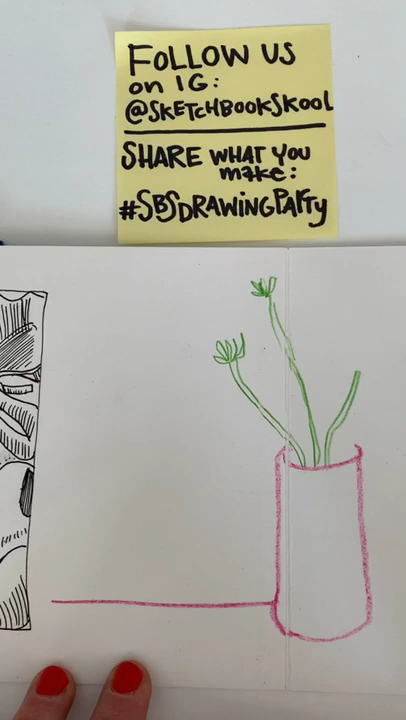 FOLLOW US
on IG:
@SKETCHBOOKSKOOL
SHARE WHAT YOU
make:
#SBSDRAWINGPARTy